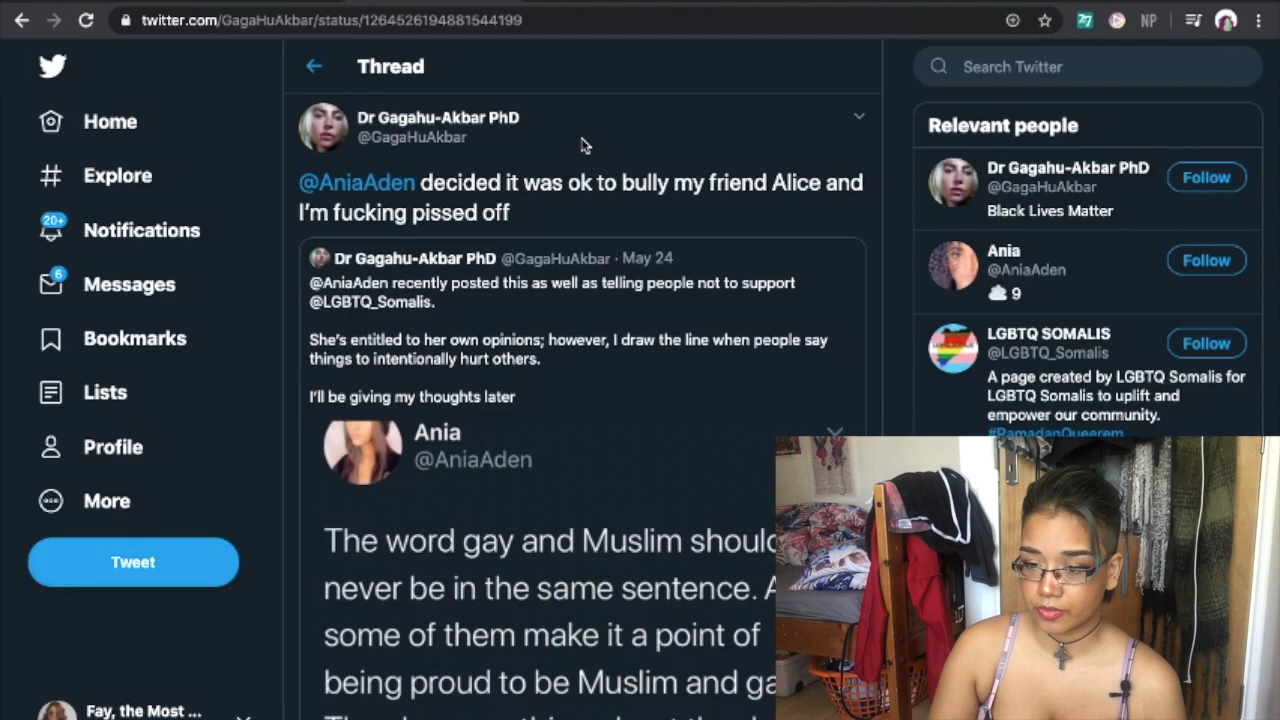 twitter.com/GagaHuAkbar/status/1264526194881544199
NP
Home
Explore
20+
Notifications
6
Messages
Bookmarks
Lists
Profile
More
Tweet
Fay, the Most ...
Thread
Dr Gagahu-Akbar PhD
@GagaHuAkbar
@AniaAden decided it was ok to bully my friend Alice and
I'm fucking pissed off
Dr Gagahu-Akbar PhD @GagaHuAkbar · May 24
@AniaAden recently posted this as well as telling people not to support
@LGBTQ_Somalis.
She's entitled to her own opinions; however, I draw the line when people say
things to intentionally hurt others.
I'll be giving my thoughts later
Ania
@AniaAden
The word gay and Muslim should
never be in the same sentence. A
some of them make it a point of
being proud to be Muslim and ga
Search Twitter
Relevant people
Dr Gagahu-Akbar PhD
@GagaHuAkbar
Follow
Black Lives Matter
Ania
@AniaAden
Follow
9
LGBTQ SOMALIS
@LGBTQ_Somalis
Follow
A page created by LGBTQ Somalis for
LGBTQ Somalis to uplift and
empower our community.
#RamadanQueerem